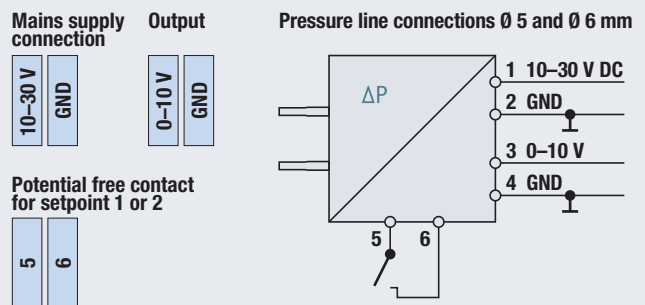 Mains supply connection
Output
10–30 V
GND
0–10 V
GND
Potential free contact
for setpoint 1 or 2
5
6
Pressure line connections Ø 5 and Ø 6 mm
ΔP
1 10–30 V DC
2 GND
3 0–10 V
4 GND
5
6